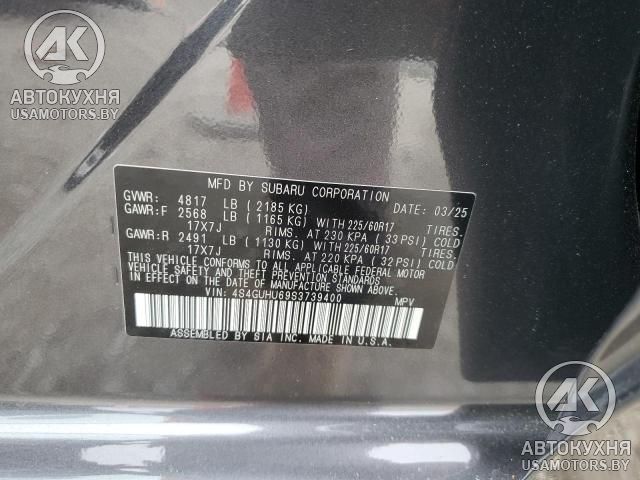 AK
АВТОКУХНЯ
USAMOTORS.BY
MFD BY SUBARU CORPORATION
GVWR: 4817 LB ( 2185 KG) DATE: 03/25
GAWR:F 2568 LB ( 1165 KG) WITH 225/60R17 TIRES.
17X7J RIMS. AT 230 KPA ( 33 PSI) COLD
GAWR:R 2491 LB ( 1130 KG) WITH 225/60R17 TIRES.
17X7J RIMS. AT 220 KPA ( 32 PSI) COLD
THIS VEHICLE CONFORMS TO ALL APPLICABLE FEDERAL MOTOR
VEHICLE SAFETY AND BUMPER STANDARDS IN EFFECT
ON THE DATE OF MANUFACTURE SHOWN ABOVE.
VIN: 4S4GUHU69S3739400 MPV
ASSEMBLED BY SIA INC. MADE IN U.S.A.
AK
АВТОКУХНЯ
USAMOTORS.BY